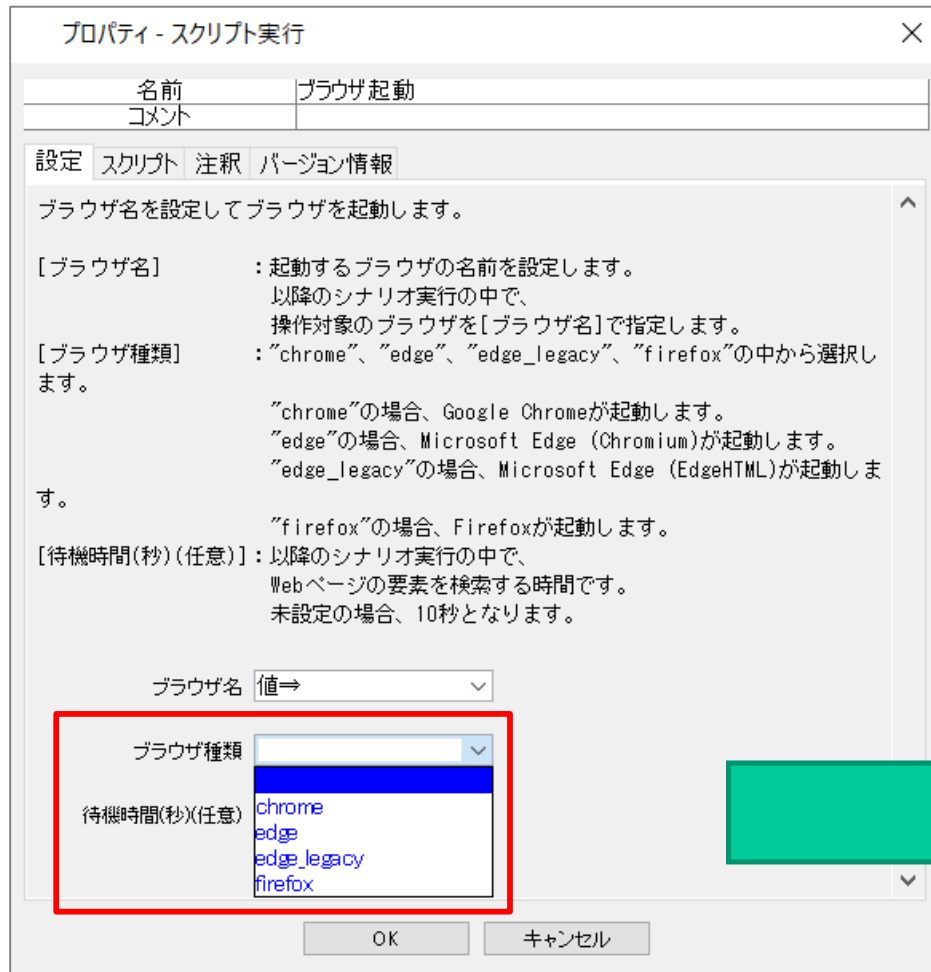 プロパティ - スクリプト実行
名前 ブラウザ起動
コメント
設定 スクリプト 注釈 バージョン情報
ブラウザ名を設定してブラウザを起動します。
[ブラウザ名] ：起動するブラウザの名前を設定します。
以降のシナリオ実行の中で、
操作対象のブラウザを[ブラウザ名]で指定します。
[ブラウザ種類] ："chrome"、"edge"、"edge_legacy"、"firefox"の中から選択し
ます。
"chrome"の場合、Google Chromeが起動します。
"edge"の場合、Microsoft Edge (Chromium)が起動します。
"edge_legacy"の場合、Microsoft Edge (EdgeHTML)が起動しま
す。
"firefox"の場合、Firefoxが起動します。
[待機時間(秒)(任意)]：以降のシナリオ実行の中で、
Webページの要素を検索する時間です。
未設定の場合、10秒となります。
ブラウザ名 値⇒
ブラウザ種類
待機時間(秒)(任意)
chrome
edge
edge_legacy
firefox
OK キャンセル